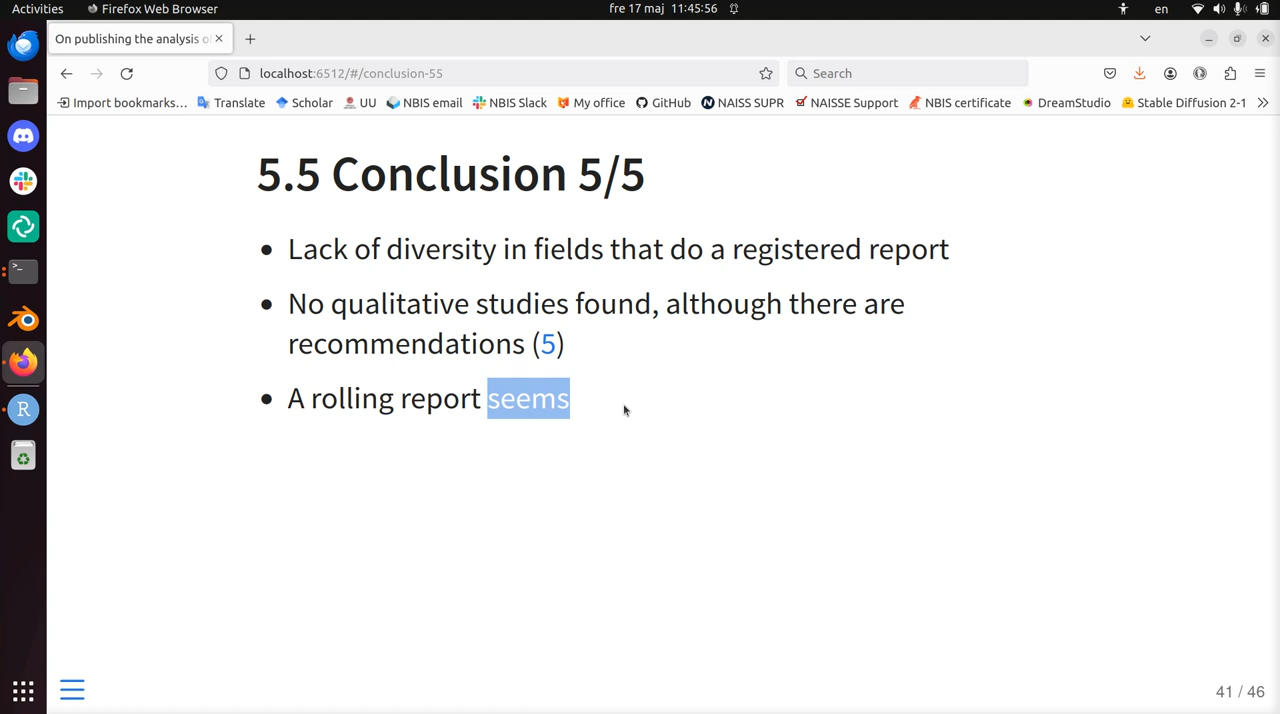 Activities Firefox Web Browser fre 17 maj 11:45:56 en
On publishing the analysis o
localhost:6512/#/conclusion-55 Search
Import bookmarks... Translate Scholar UU NBIS email NBIS Slack My office GitHub NAISS SUPR NAISSE Support NBIS certificate DreamStudio Stable Diffusion 2-1
5.5 Conclusion 5/5
• Lack of diversity in fields that do a registered report
• No qualitative studies found, although there are
recommendations (5)
• A rolling report seems
41 / 46